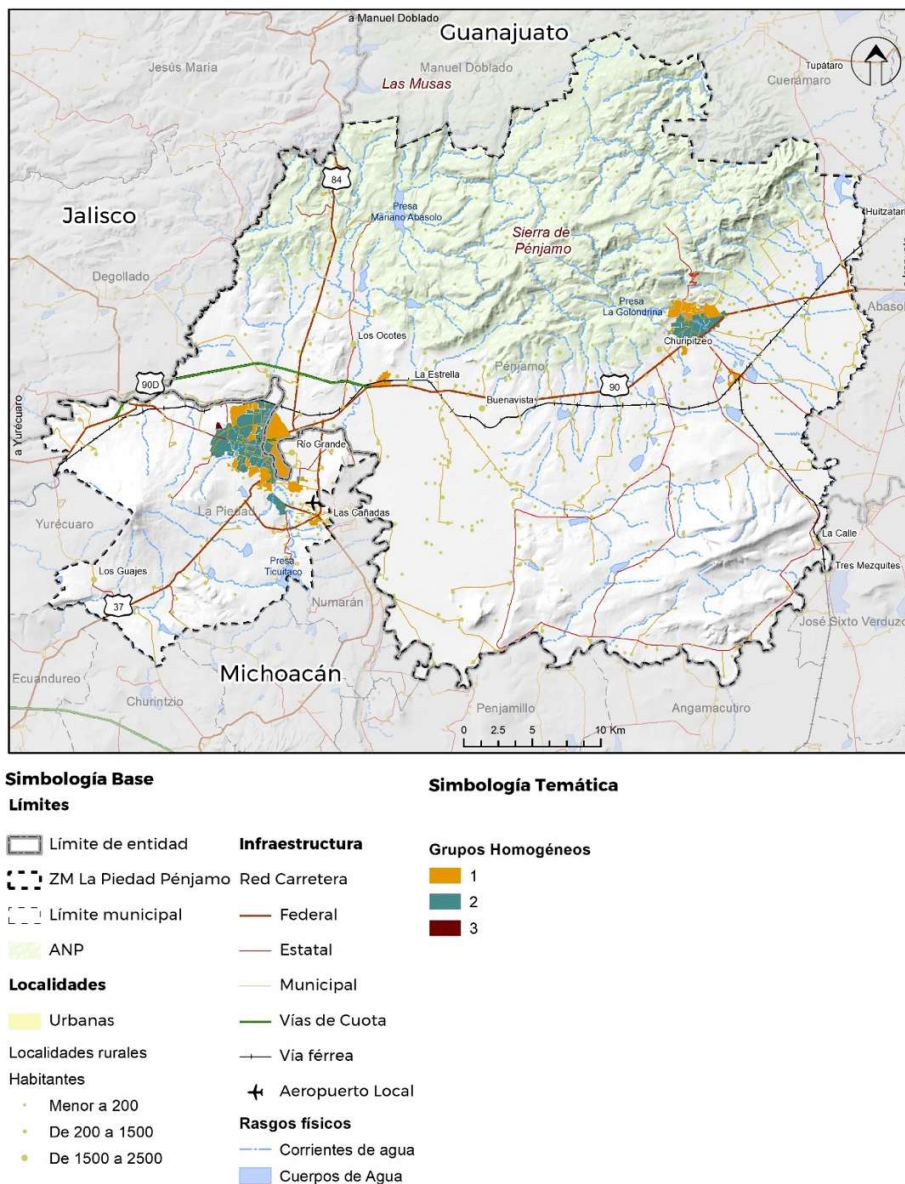 a Manuel Doblado
Guanajuato
Jesús María
Manuel Doblado
Tupátaro
Cuerámaro
Las Musas
84
Jalisco
Presa
Mariano Abasolo
Huitzatari
Sierra de
Pénjamo
Degollado
Presa
La Golondrina
Abasol
Los Ocotes
Churipitzeo
90D
La Estrella
Pénjamo
90
Buenavista
a Yurécuaro
Río Grande
La Piedad
Las Cañadas
Yurécuaro
La Calle
Presa
Ticuitaco
Los Guajes
Tres Mezquites
37
Numarán
José Sixto Verduzco
Michoacán
Ecuandureo
Churintzio
Penjamillo
Angamacutiro
0 2.5 5 10 Km
Simbología Base
Límites
Límite de entidad
ZM La Piedad Pénjamo
Límite municipal
ANP
Localidades
Urbanas
Localidades rurales
Habitantes
Menor a 200
De 200 a 1500
De 1500 a 2500
Infraestructura
Red Carretera
Federal
Estatal
Municipal
Vías de Cuota
Vía férrea
Aeropuerto Local
Rasgos físicos
Corrientes de agua
Cuerpos de Agua
Simbología Temática
Grupos Homogéneos
1
2
3